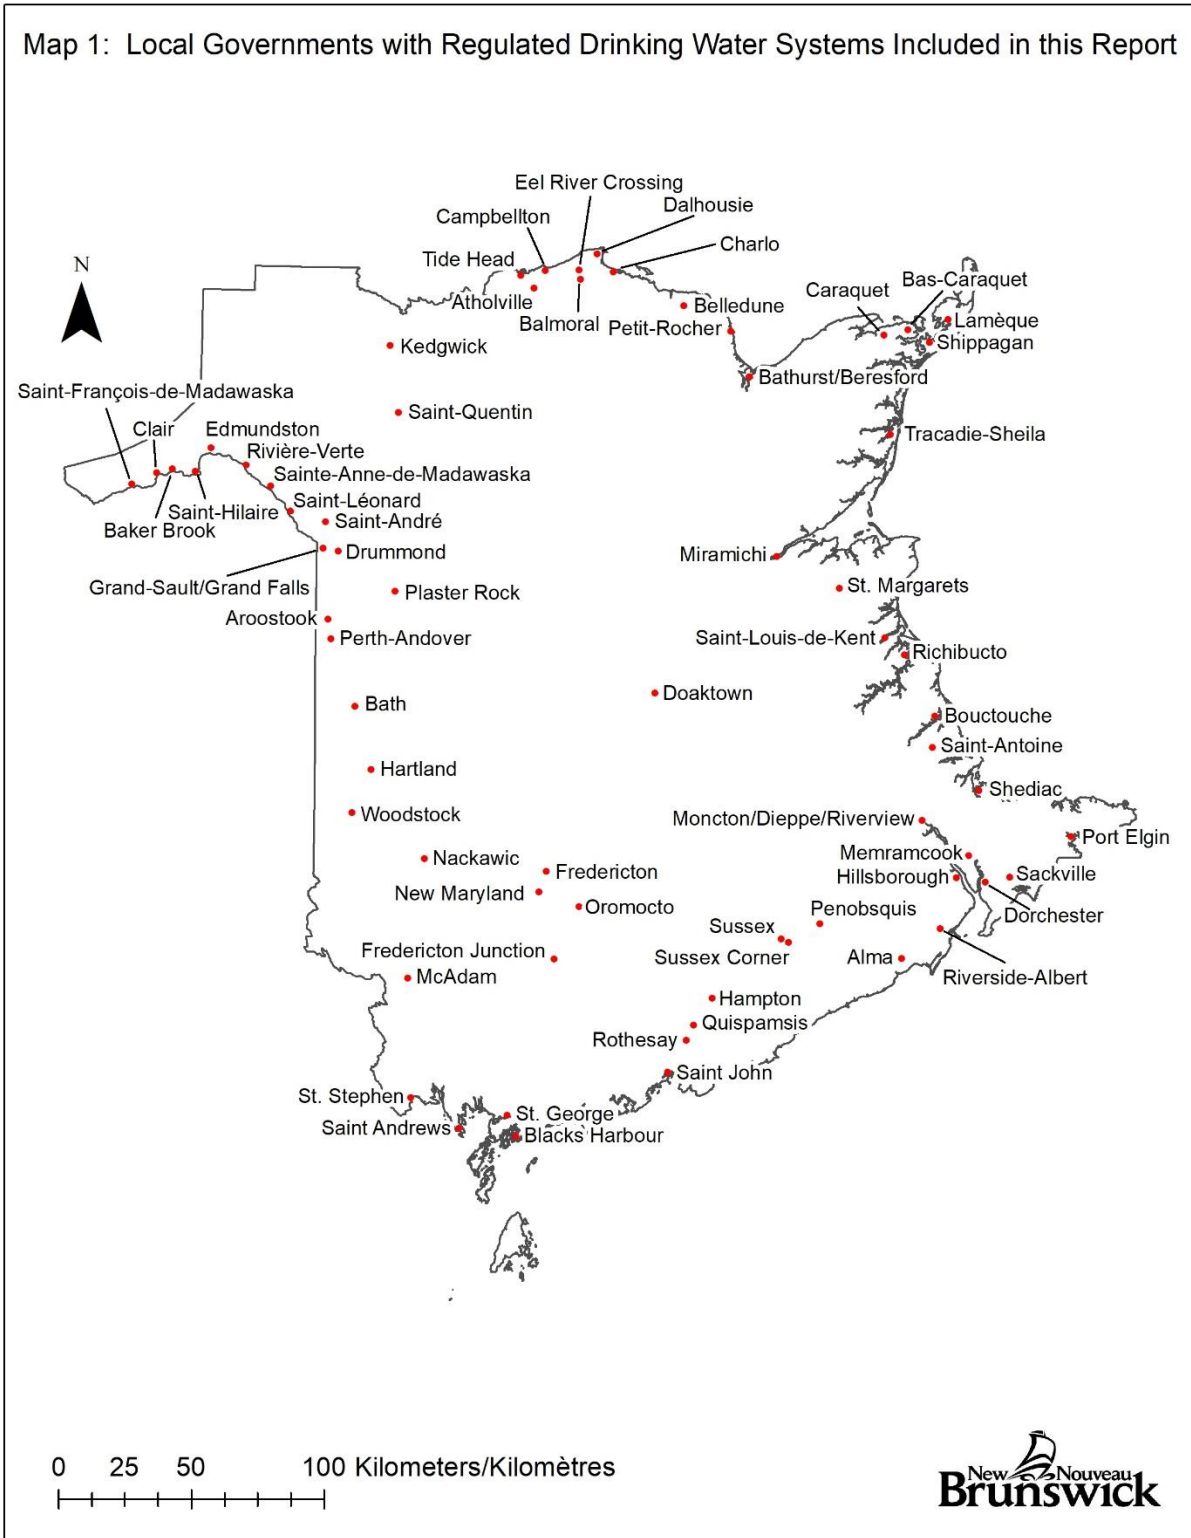 Map 1: Local Governments with Regulated Drinking Water Systems Included in this Report
Eel River Crossing
Dalhousie
Campbellton
Charlo
Tide Head
N
Bas-Caraquet
Caraquet
Atholville
Belledune
Lamèque
Balmoral
Petit-Rocher
Shippagan
Kedgwick
Bathurst/Beresford
Saint-François-de-Madawaska
Saint-Quentin
Clair
Edmundston
Tracadie-Sheila
Rivière-Verte
Sainte-Anne-de-Madawaska
Saint-Léonard
Saint-Hilaire
Saint-André
Baker Brook
Drummond
Miramichi
Grand-Sault/Grand Falls
St. Margarets
Plaster Rock
Aroostook
Perth-Andover
Saint-Louis-de-Kent
Richibucto
Doaktown
Bath
Bouctouche
Saint-Antoine
Hartland
Shediac
Woodstock
Moncton/Dieppe/Riverview
Port Elgin
Memramcook
Nackawic
Fredericton
Hillsborough
Sackville
New Maryland
Oromocto
Penobsquis
Dorchester
Sussex
Fredericton Junction
Sussex Corner
Alma
McAdam
Riverside-Albert
Hampton
Quispamsis
Rothesay
Saint John
St. Stephen
St. George
Saint Andrews
Blacks Harbour
0 25 50 100 Kilometers/Kilomètres
New Nouveau
Brunswick